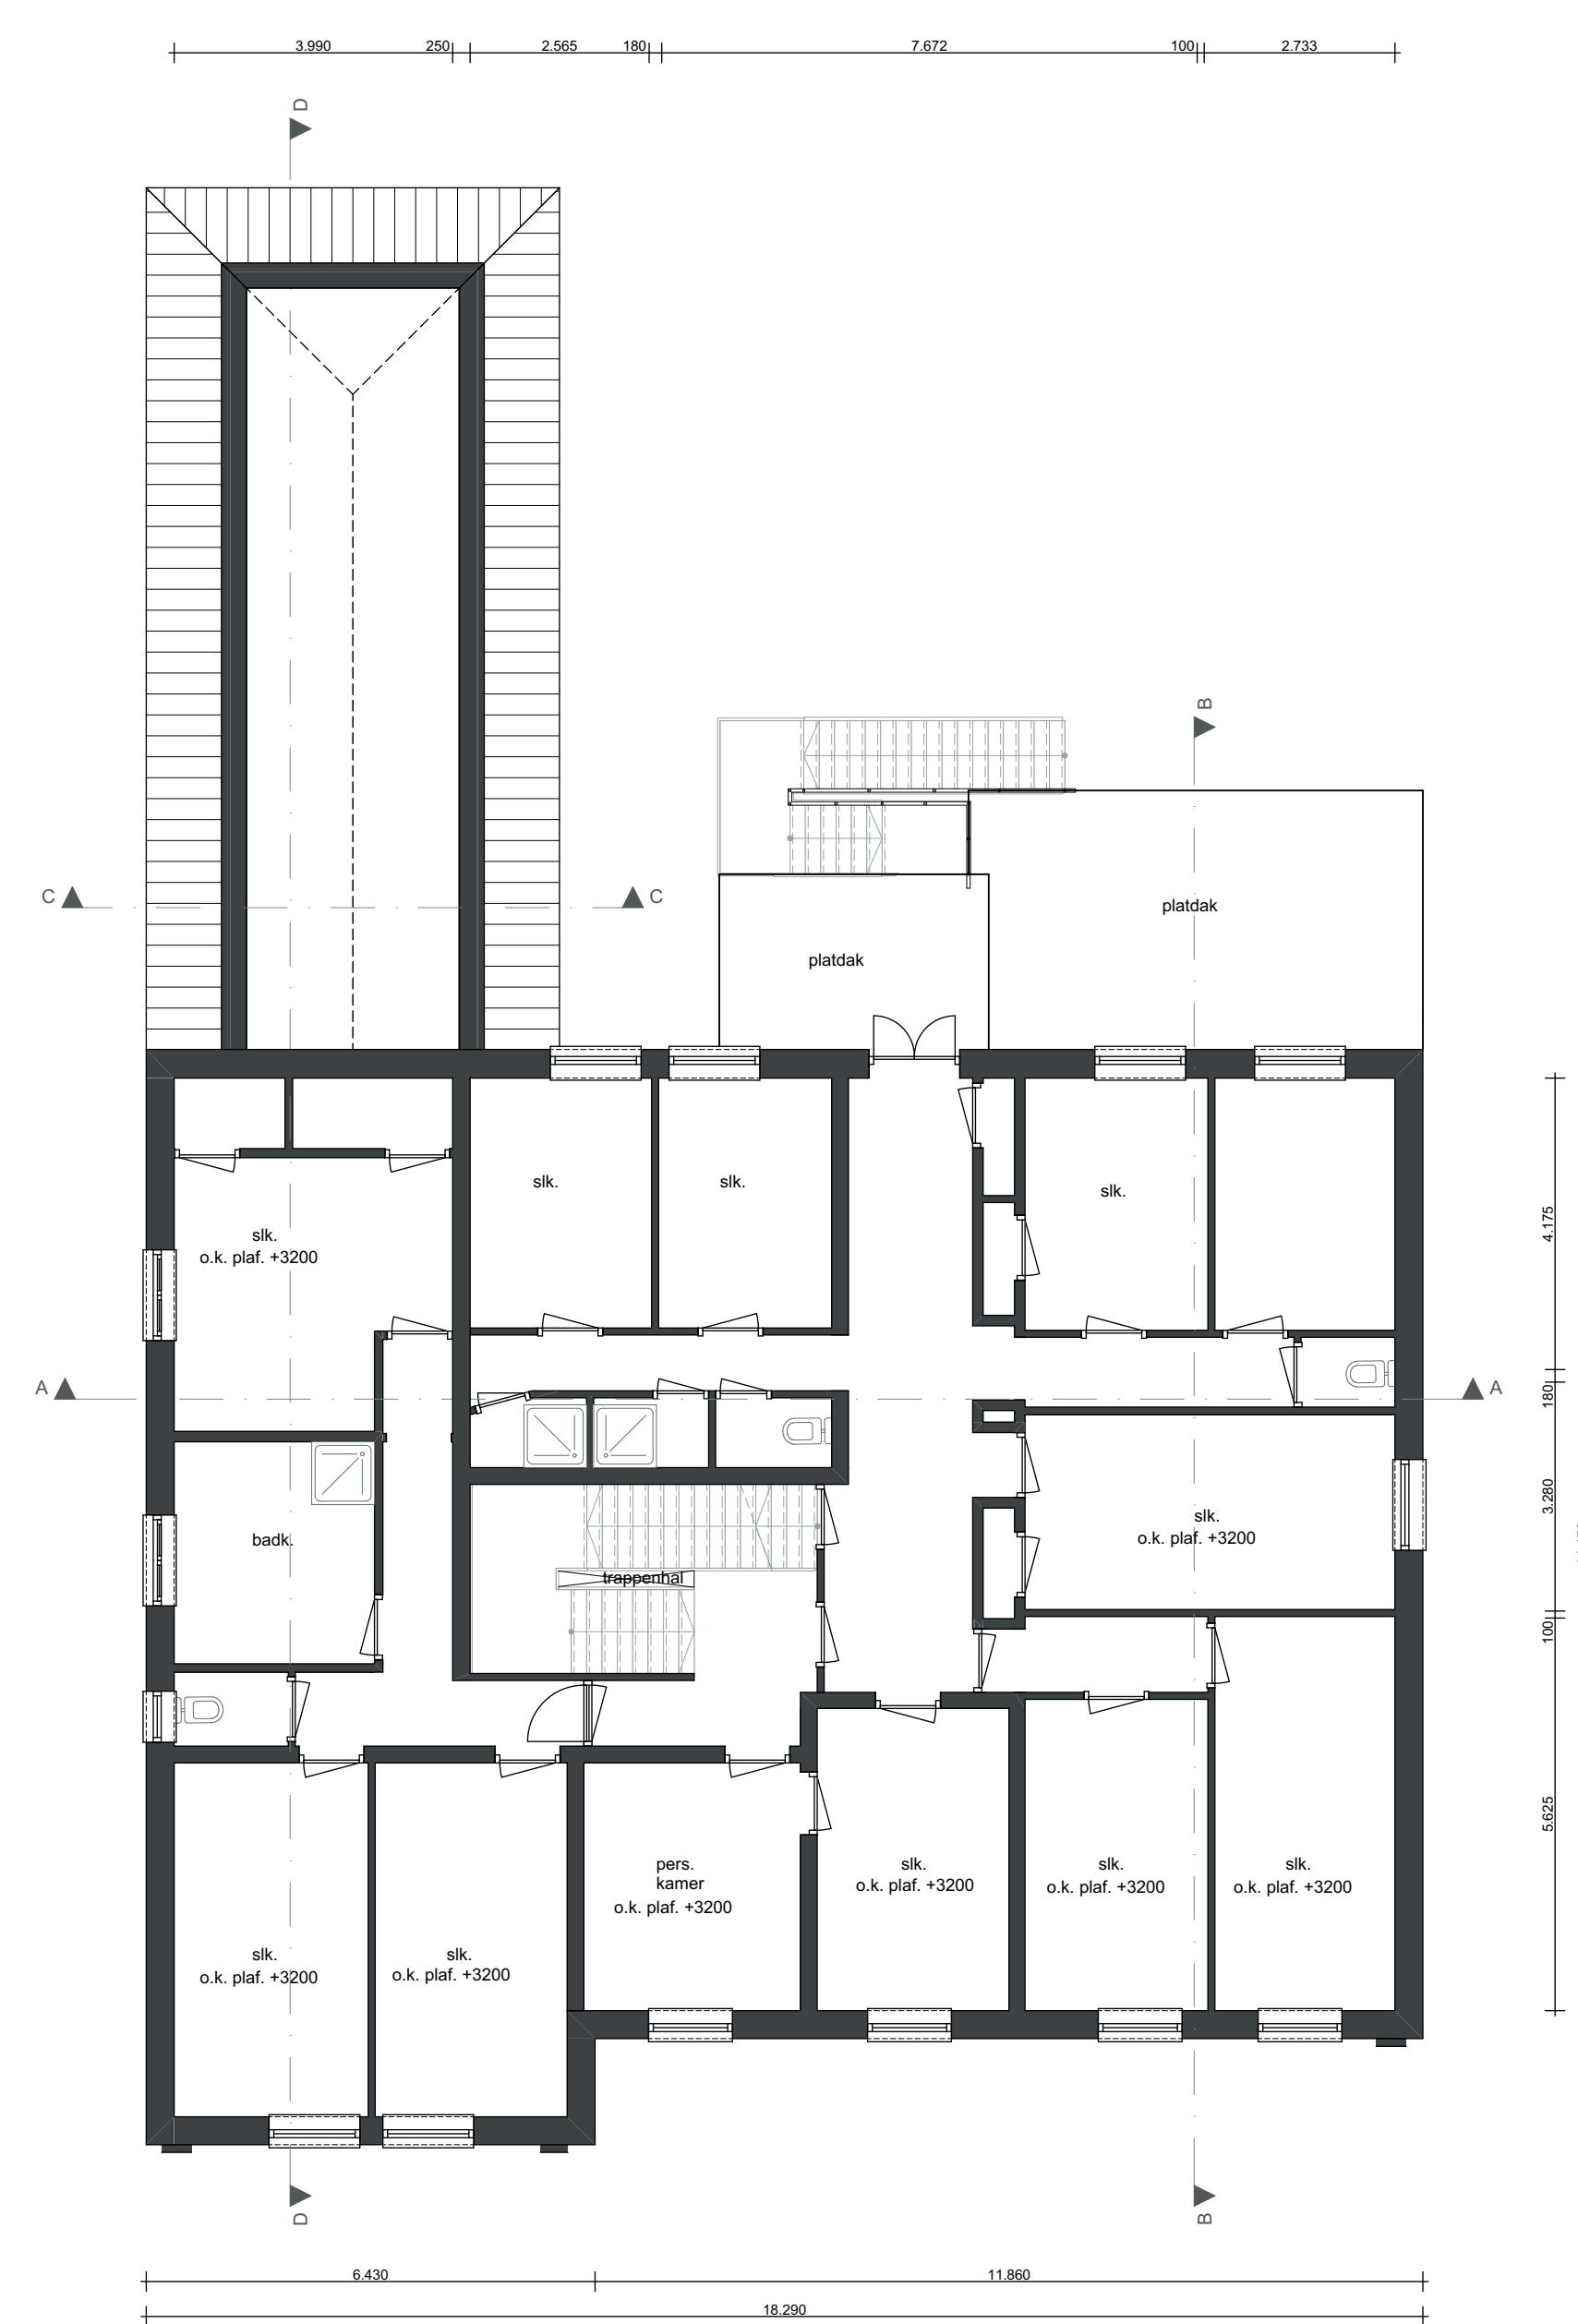 3.990
250
2.565
180
7.672
100
2.733
D
B
C
C
platdak
platdak
slk.
slk.
slk.
4.175
slk.
o.k. plaf. +3200
A
A
180
3.280
slk.
o.k. plaf. +3200
badk.
trappenhal
100
5.625
pers.
kamer
o.k. plaf. +3200
slk.
o.k. plaf. +3200
slk.
o.k. plaf. +3200
slk.
o.k. plaf. +3200
slk.
o.k. plaf. +3200
slk.
o.k. plaf. +3200
D
B
6.430
11.860
18.290